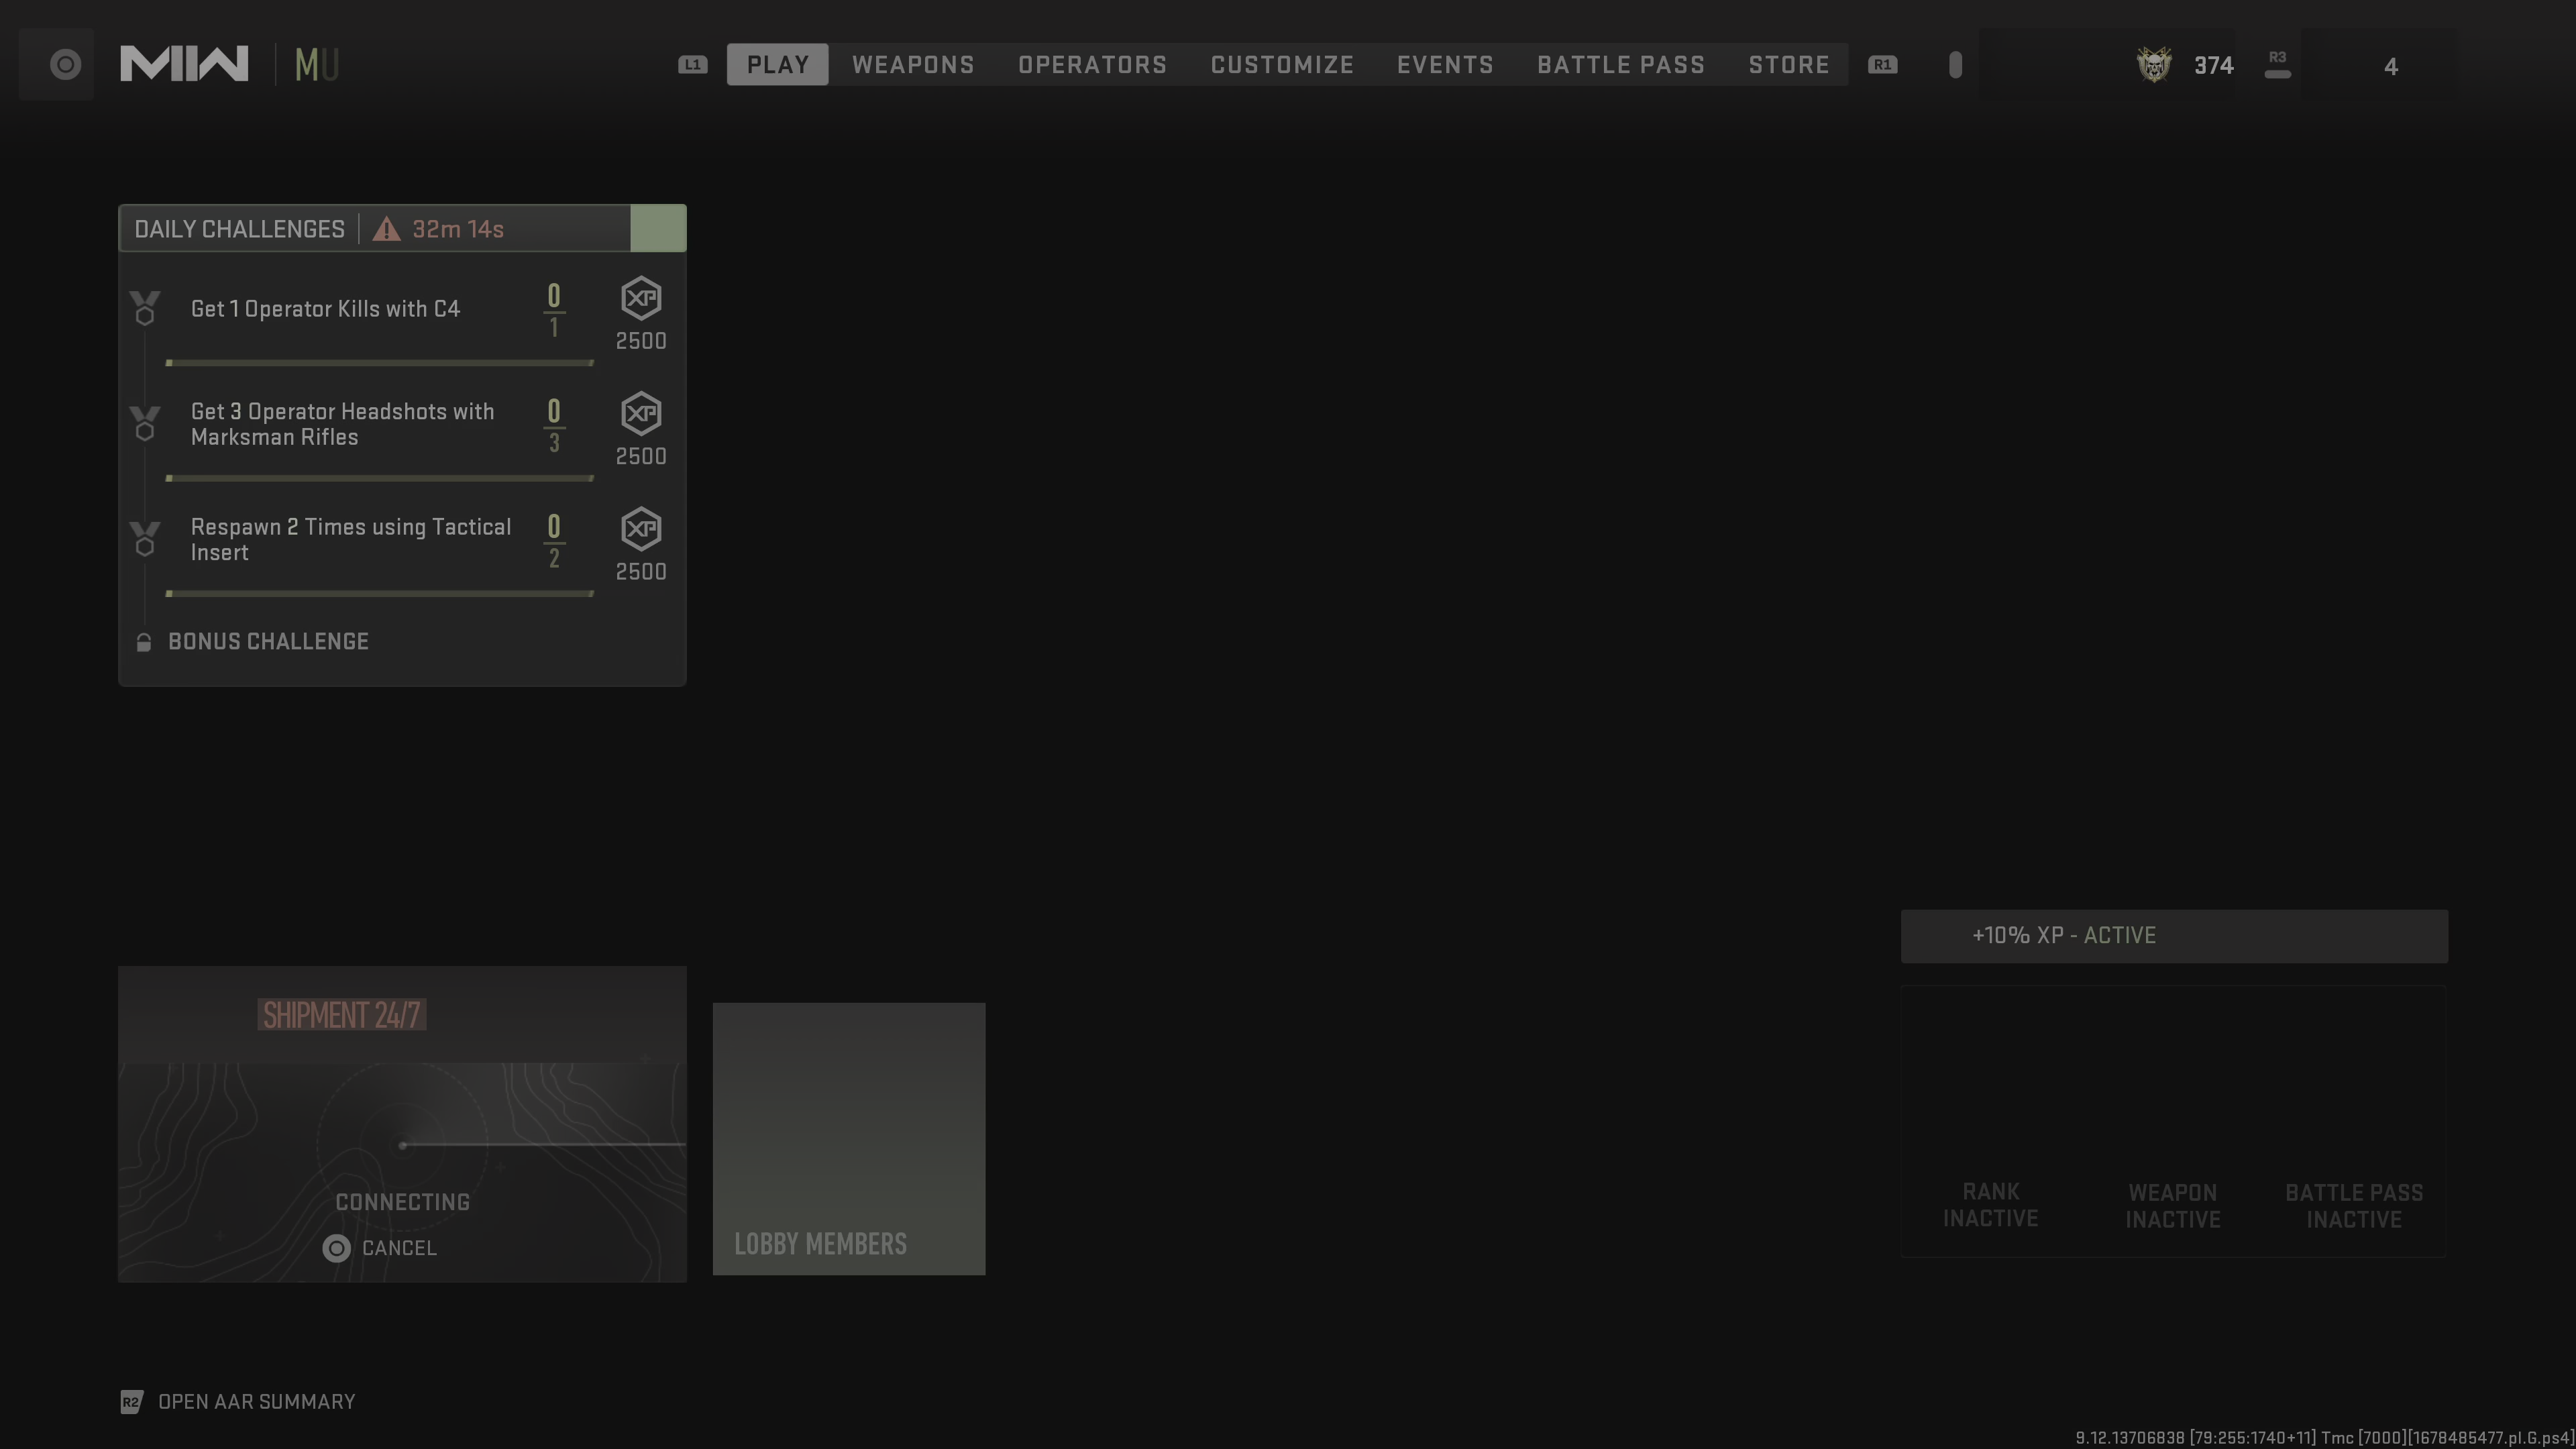 MW MU
L1 PLAY WEAPONS OPERATORS CUSTOMIZE EVENTS BATTLE PASS STORE R1 374 R3 4
DAILY CHALLENGES 32m 14s
Get 1 Operator Kills with C4 0/1 XP 2500
Get 3 Operator Headshots with
Marksman Rifles 0/3 XP 2500
Respawn 2 Times using Tactical
Insert 0/2 XP 2500
BONUS CHALLENGE
+10% XP - ACTIVE
SHIPMENT 24/7
CONNECTING
CANCEL
LOBBY MEMBERS
RANK
INACTIVE
WEAPON
INACTIVE
BATTLE PASS
INACTIVE
R2 OPEN AAR SUMMARY
9.12.13706838 [79:255:1740+11] Tmc [7000][1678485477.pl.G.ps4]